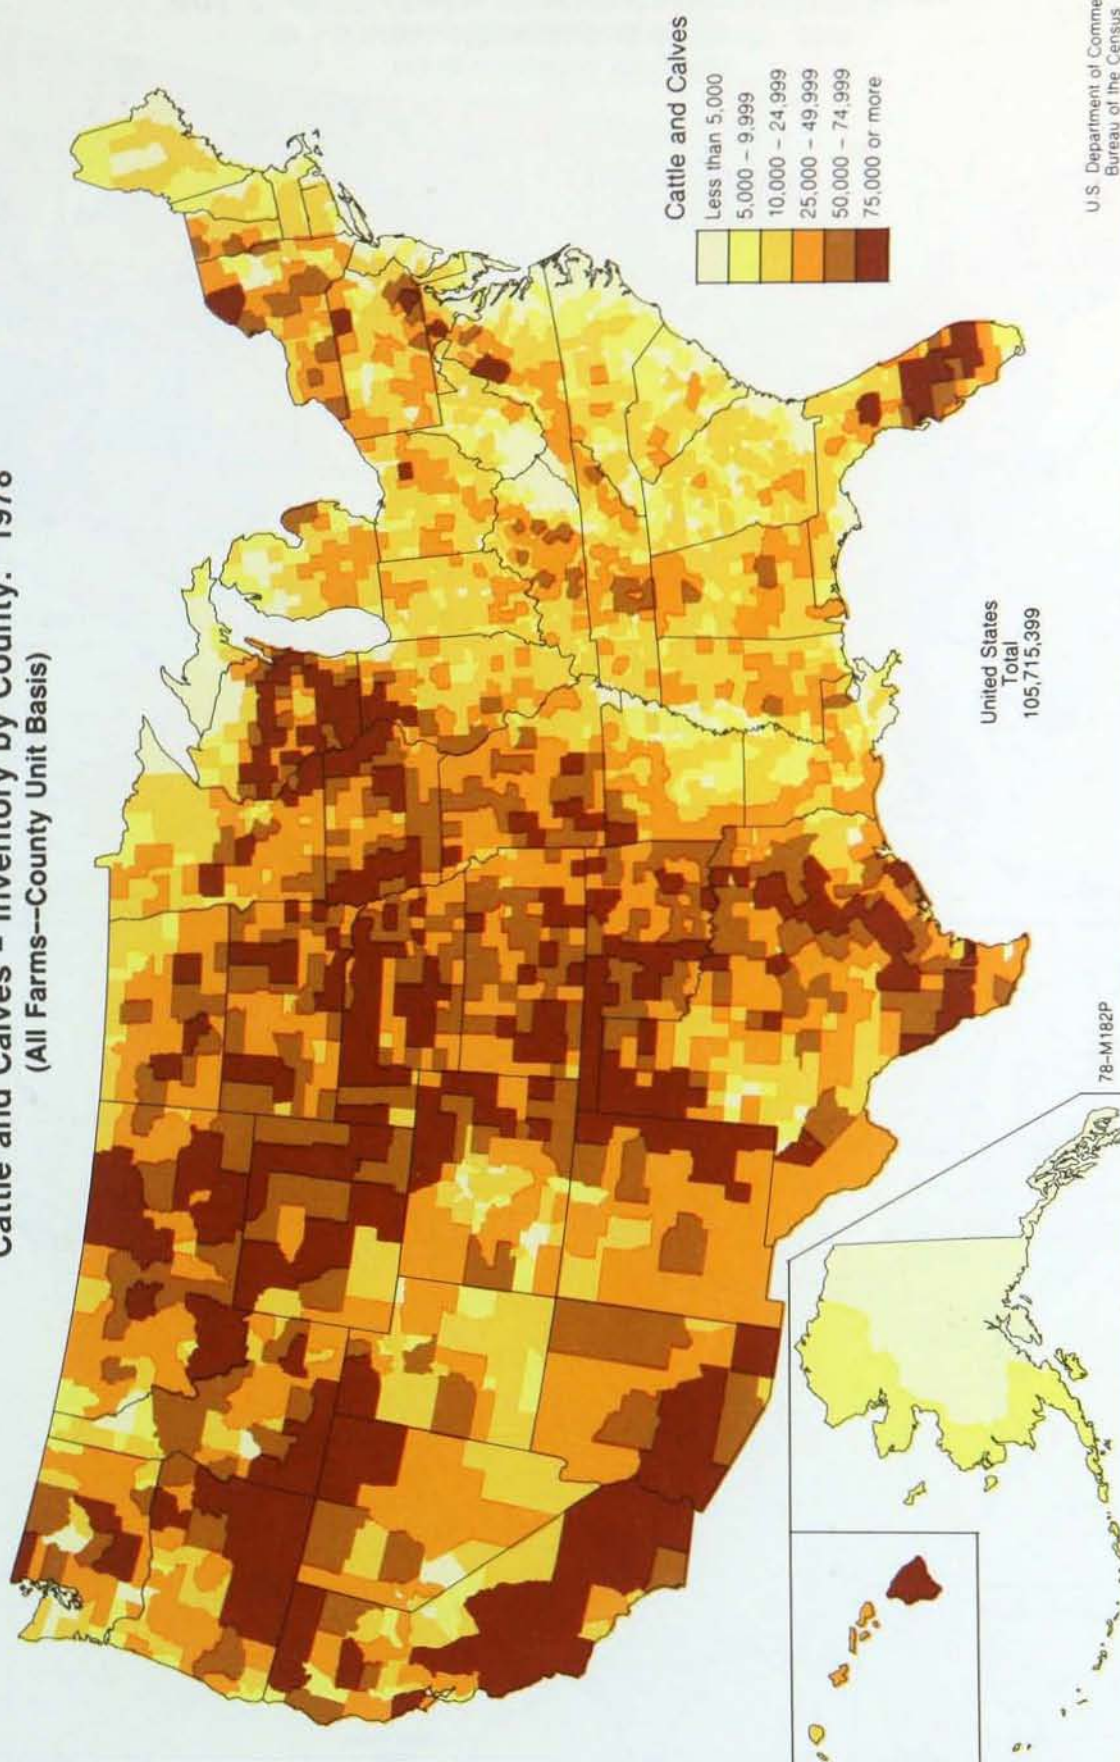 Cattle and Calves - Inventory by County: 1978
(All Farms--County Unit Basis)
Cattle and Calves
Less than 5,000
5,000 - 9,999
10,000 - 24,999
25,000 - 49,999
50,000 - 74,999
75,000 or more
United States
Total
105,715,399
78-M182P
U.S. Department of Comme
Bureau of the Census